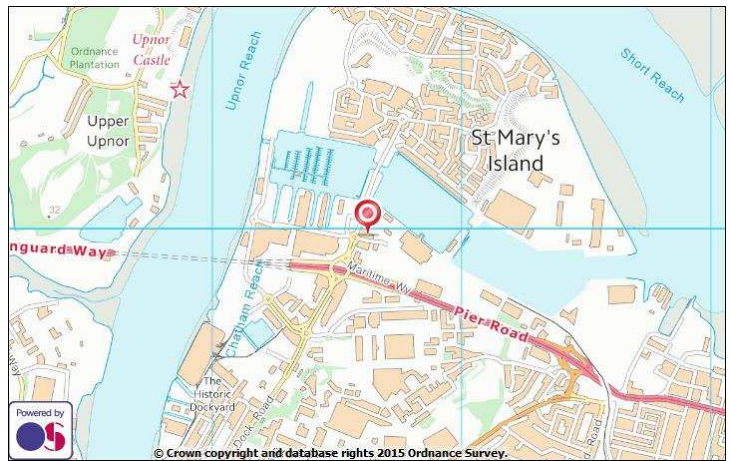 Ordnance
Plantation
Upnor
Castle
Upnor Reach
Short Reach
Upper
Upnor
St Mary's
Island
32
nguard Way
Maritime Wy
Pier Road
Chatham Reach
Way
The
Historic
Dockyard
Dock Road
d-Road
Powered by
OS
© Crown copyright and database rights 2015 Ordnance Survey.